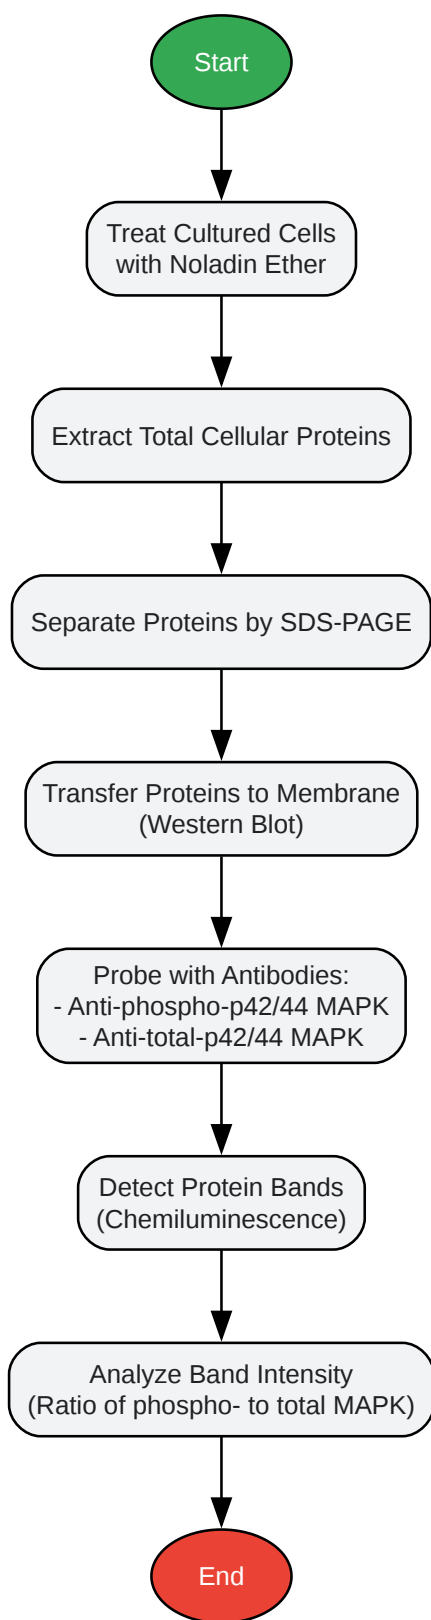 Start
Treat Cultured Cells
with Noladin Ether
Extract Total Cellular Proteins
Separate Proteins by SDS-PAGE
Transfer Proteins to Membrane
(Western Blot)
Probe with Antibodies:
- Anti-phospho-p42/44 MAPK
- Anti-total-p42/44 MAPK
Detect Protein Bands
(Chemiluminescence)
Analyze Band Intensity
(Ratio of phospho- to total MAPK)
End